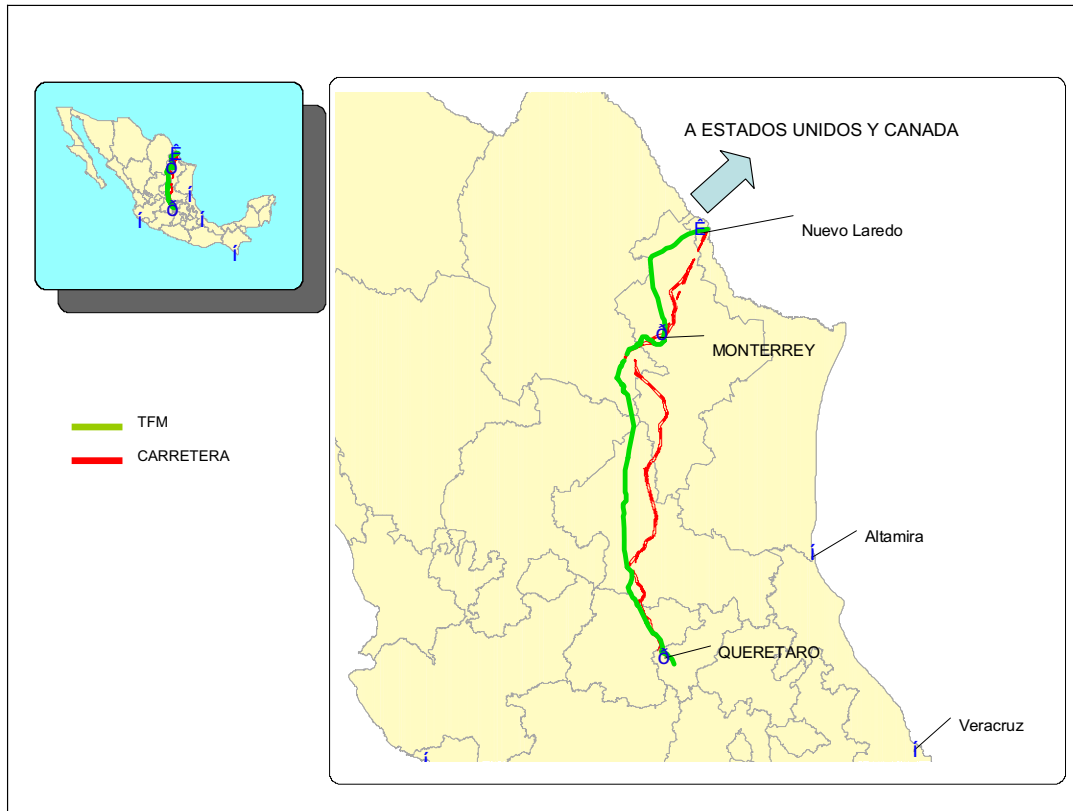 A ESTADOS UNIDOS Y CANADA
Ê
Nuevo Laredo
Ô
MONTERREY
TFM
CARRETERA
Í
Altamira
Ô
QUERETARO
Í
Veracruz
Í
Ê
Ô
Í
Ô
Í
Í
Í